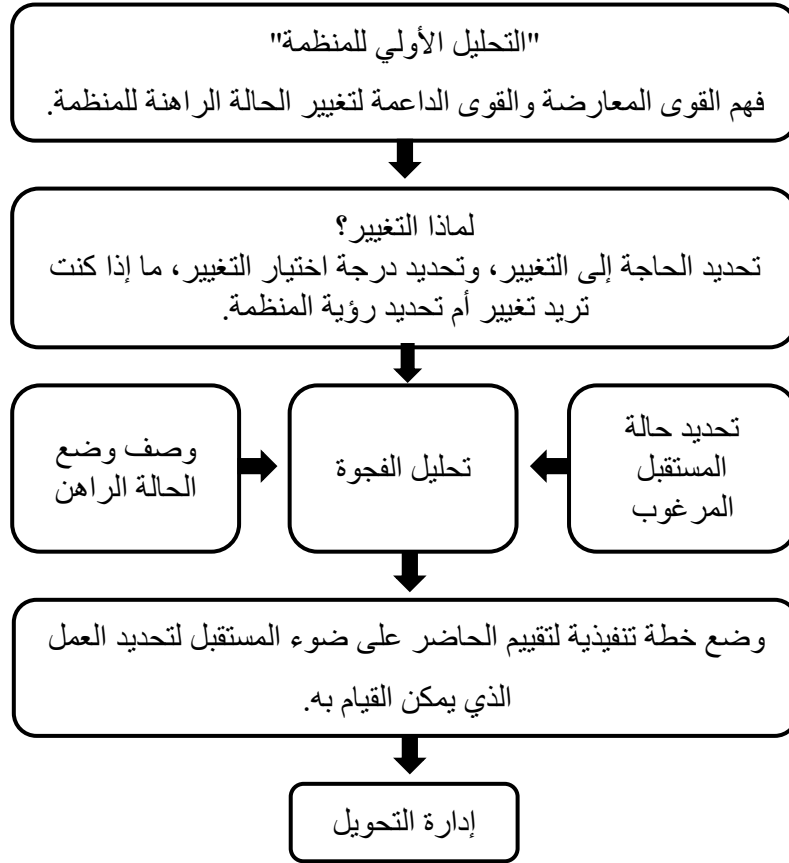 "التحليل الأولي للمنظمة"
فهم القوى المعارضة والقوى الداعمة لتغيير الحالة الراهنة للمنظمة.
لماذا التغيير؟
تحديد الحاجة إلى التغيير، وتحديد درجة اختيار التغيير، ما إذا كنت
تريد تغيير أم تحديد رؤية المنظمة.
تحديد حالة
المستقبل
المرغوب
تحليل الفجوة
وصف وضع
الحالة الراهن
وضع خطة تنفيذية لتقييم الحاضر على ضوء المستقبل لتحديد العمل
الذي يمكن القيام به.
إدارة التحويل